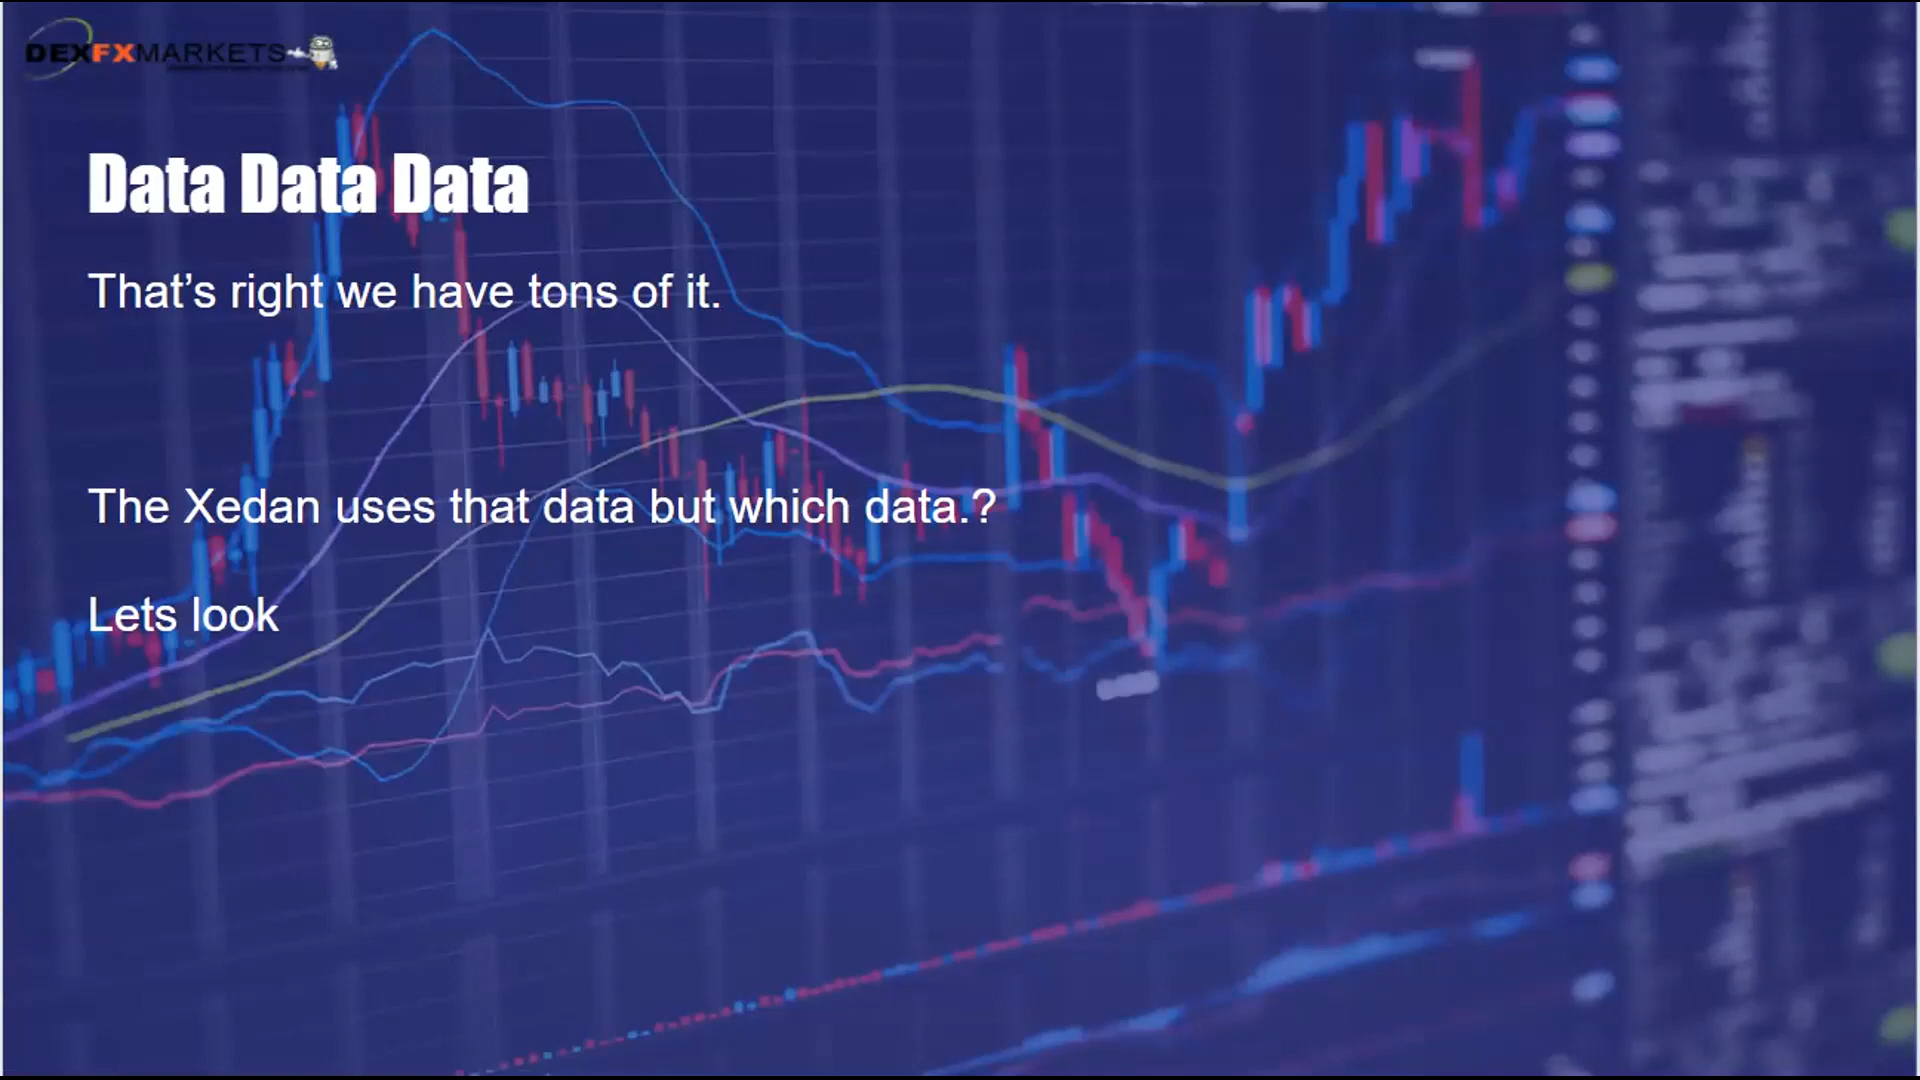 DEXFXMARKETS
Data Data Data
That’s right we have tons of it.
The Xedan uses that data but which data.?
Lets look